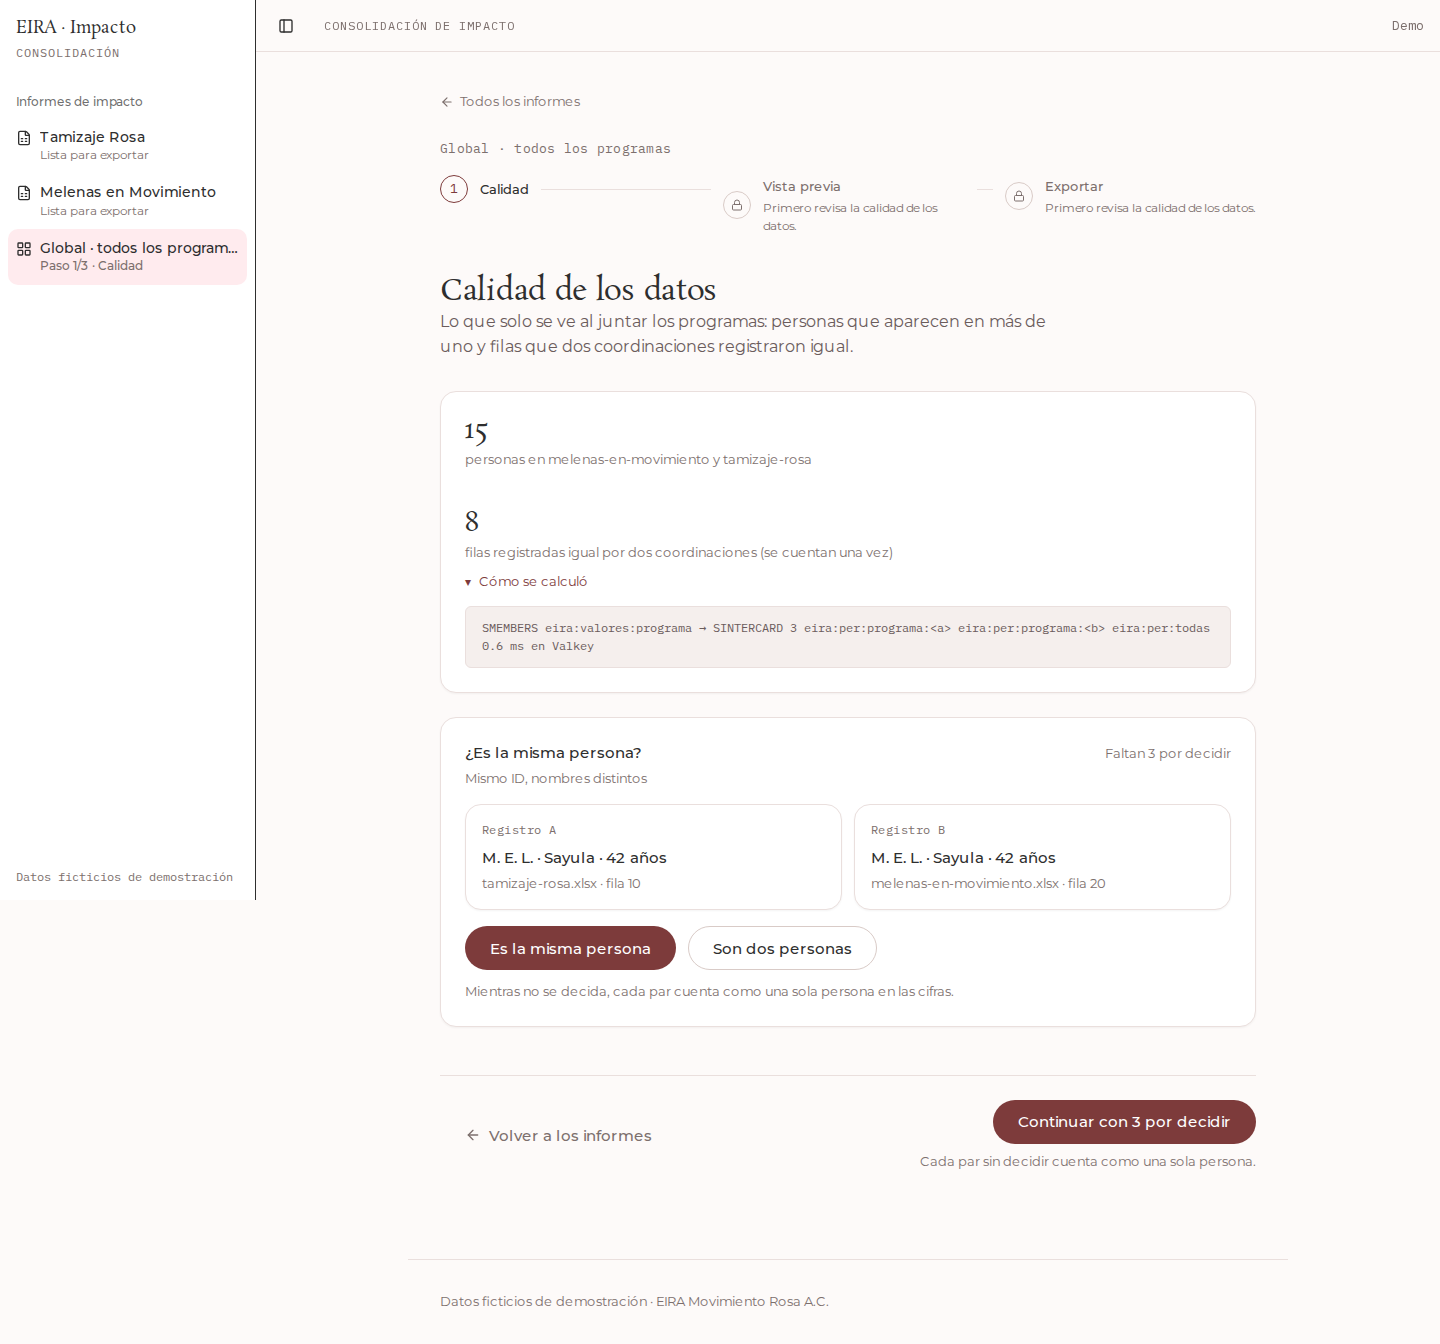 EIRA · Impacto
CONSOLIDACIÓN
Informes de impacto
Tamizaje Rosa
Lista para exportar
Melenas en Movimiento
Lista para exportar
Global · todos los program...
Paso 1/3 · Calidad
Datos ficticios de demostración
CONSOLIDACIÓN DE IMPACTO
Demo
← Todos los informes
Global · todos los programas
1 Calidad
Vista previa
Primero revisa la calidad de los
datos.
Exportar
Primero revisa la calidad de los datos.
Calidad de los datos
Lo que solo se ve al juntar los programas: personas que aparecen en más de
uno y filas que dos coordinaciones registraron igual.
15
personas en melenas-en-movimiento y tamizaje-rosa
8
filas registradas igual por dos coordinaciones (se cuentan una vez)
▾ Cómo se calculó
SMEMBERS eira:valores:programa → SINTERCARD 3 eira:per:programa:<a> eira:per:programa:<b> eira:per:todas
0.6 ms en Valkey
¿Es la misma persona?
Faltan 3 por decidir
Mismo ID, nombres distintos
Registro A
M. E. L. · Sayula · 42 años
tamizaje-rosa.xlsx · fila 10
Registro B
M. E. L. · Sayula · 42 años
melenas-en-movimiento.xlsx · fila 20
Es la misma persona
Son dos personas
Mientras no se decida, cada par cuenta como una sola persona en las cifras.
← Volver a los informes
Continuar con 3 por decidir
Cada par sin decidir cuenta como una sola persona.
Datos ficticios de demostración · EIRA Movimiento Rosa A.C.